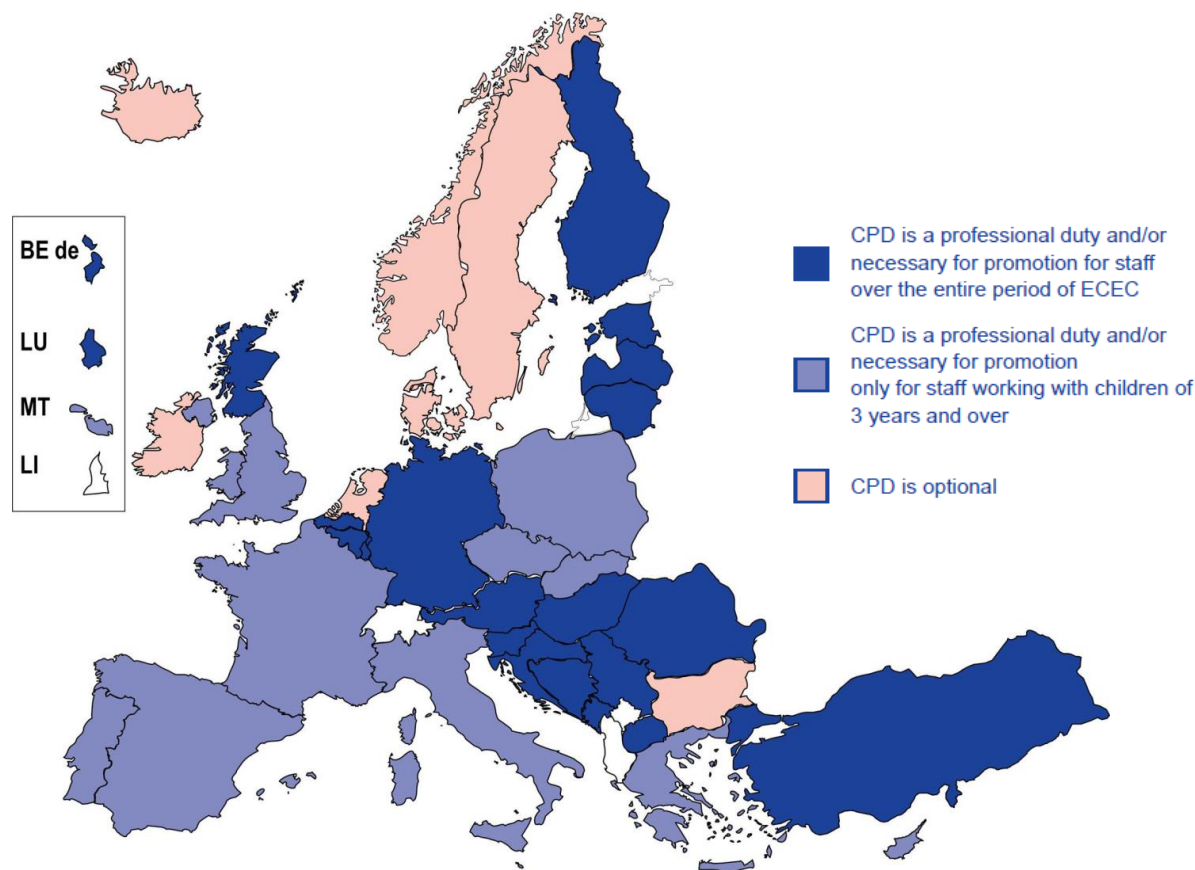 BE de
LU
MT
LI
CPD is a professional duty and/or
necessary for promotion for staff
over the entire period of ECEC
CPD is a professional duty and/or
necessary for promotion
only for staff working with children of
3 years and over
CPD is optional